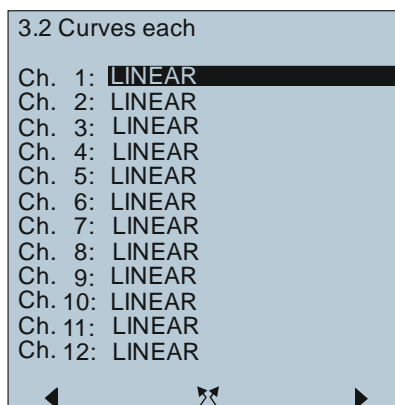 3.2 Curves each
Ch. 1: LINEAR
Ch. 2: LINEAR
Ch. 3: LINEAR
Ch. 4: LINEAR
Ch. 5: LINEAR
Ch. 6: LINEAR
Ch. 7: LINEAR
Ch. 8: LINEAR
Ch. 9: LINEAR
Ch. 10: LINEAR
Ch. 11: LINEAR
Ch. 12: LINEAR